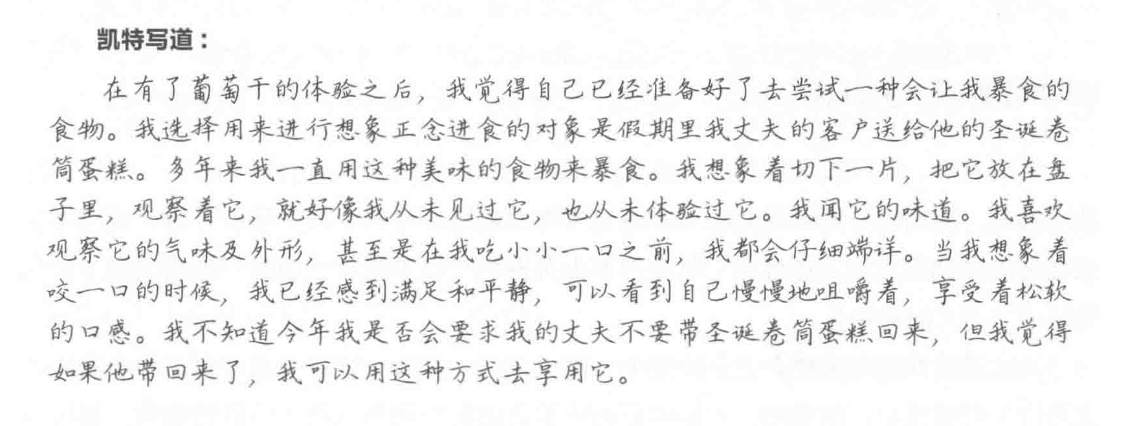 凯特写道：
在有了葡萄干的体验之后，我觉得自己已经准备好了去尝试一种会让我暴食的
食物。我选择用来进行想象正念进食的对象是假期里我丈夫的客户送给他的圣诞卷
筒蛋糕。多年来我一直用这种美味的食物来暴食。我想象着切下一片，把它放在盘
子里，观察着它，就好像我从未见过它，也从未体验过它。我闻它的味道。我喜欢
观察它的气味及外形，甚至是在我吃小小一口之前，我都会仔细端详。当我想象着
咬一口的时候，我已经感到满足和平静，可以看到自己慢慢地咀嚼着，享受着松软
的口感。我不知道今年我是否会要求我的丈夫不要带圣诞卷筒蛋糕回来，但我觉得
如果他带回来了，我可以用这种方式去享用它。